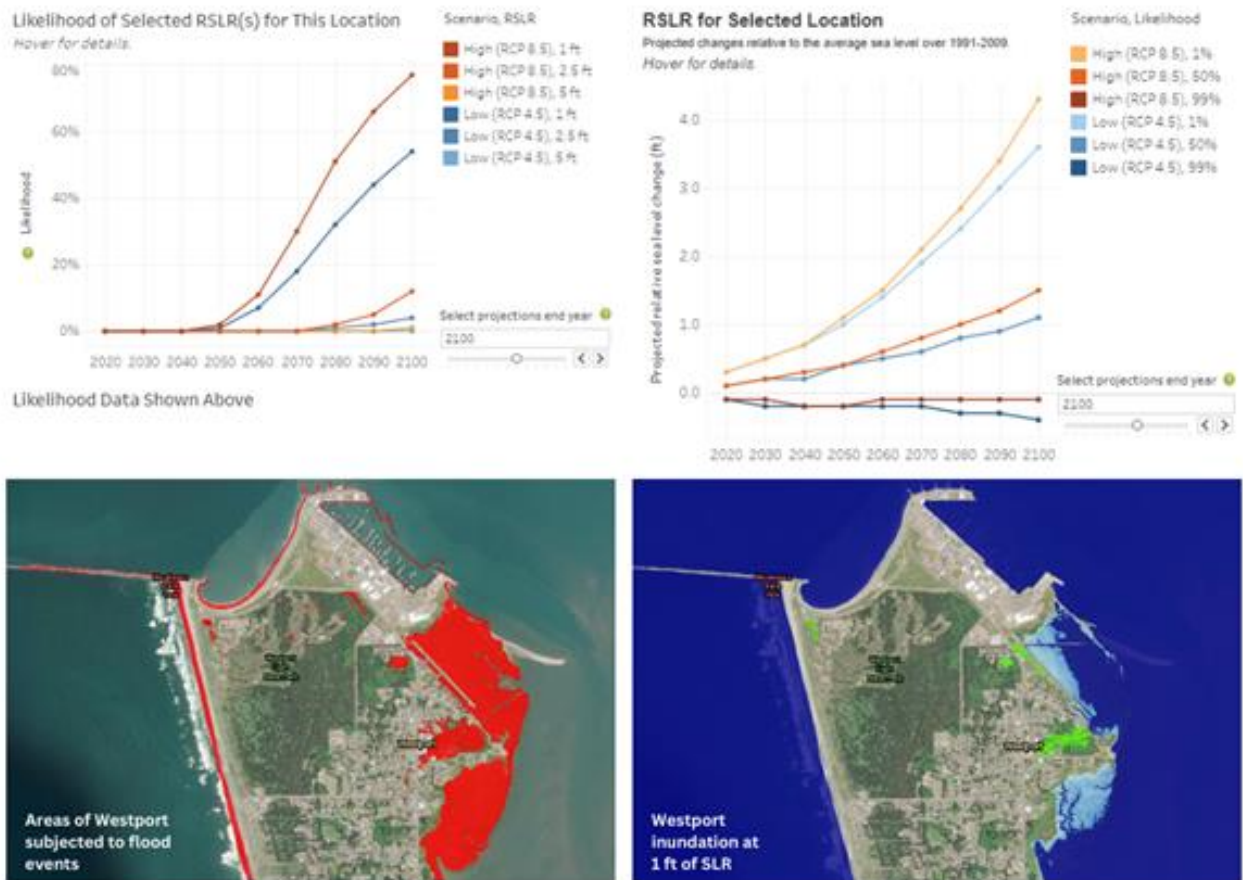 Likelihood of Selected RSLR(s) for This Location
Hover for details.
Scenario, RSLR
High (RCP 8.5), 1 ft
High (RCP 8.5), 2.5 ft
High (RCP 8.5), 5 ft
Low (RCP 4.5), 1 ft
Low (RCP 4.5), 2.5 ft
Low (RCP 4.5), 5 ft
80%
60%
40%
20%
0%
Likelihood
2020 2030 2040 2050 2060 2070 2080 2090 2100
Select projections end year
2100
Likelihood Data Shown Above
RSLR for Selected Location
Projected changes relative to the average sea level over 1991-2009.
Hover for details
Scenario, Likelihood
High (RCP 8.5), 1%
High (RCP 8.5), 50%
High (RCP 8.5), 99%
Low (RCP 4.5), 1%
Low (RCP 4.5), 50%
Low (RCP 4.5), 99%
4.0
3.0
2.0
1.0
0.0
Projected relative sea level change (ft)
2020 2030 2040 2050 2060 2070 2080 2090 2100
Select projections end year
2100
Westport
Areas of Westport
subjected to flood
events
Westport
Westport
inundation at
1 ft of SLR